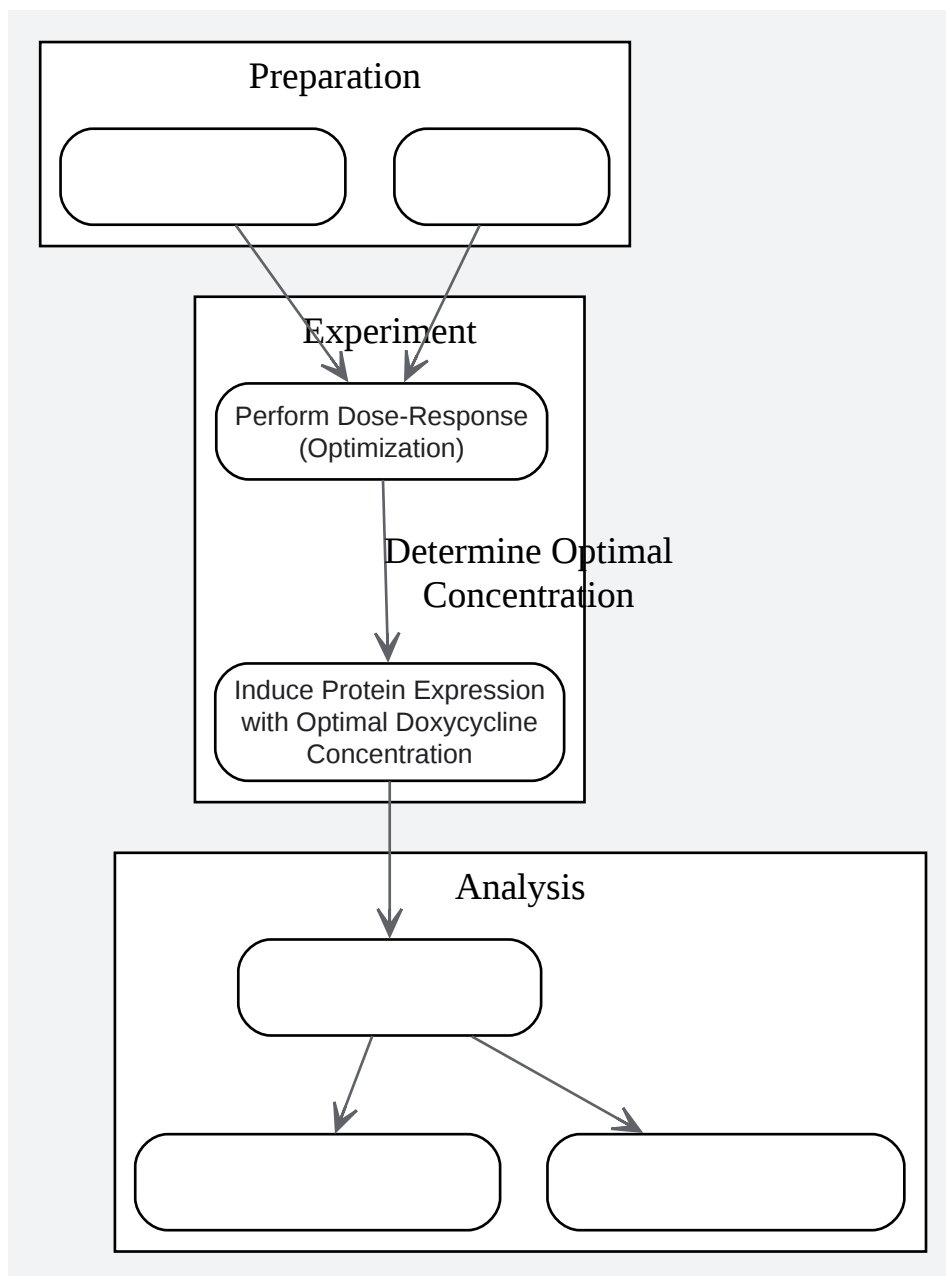 Preparation
Experiment
Perform Dose-Response
(Optimization)
Determine Optimal
Concentration
Induce Protein Expression
with Optimal Doxycycline
Concentration
Analysis